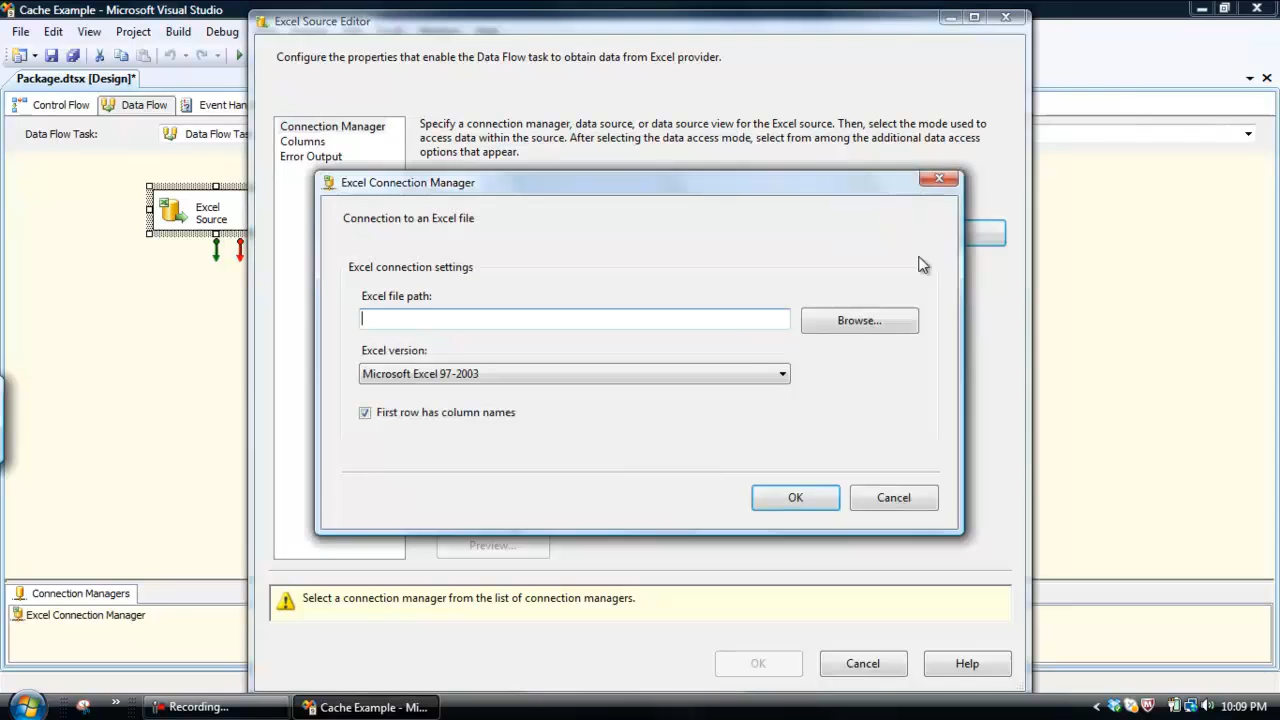 Cache Example - Microsoft Visual Studio
Excel Source Editor
File Edit View Project Build Debug
Configure the properties that enable the Data Flow task to obtain data from Excel provider.
Package.dtsx [Design]*
Control Flow Data Flow Event Han
Data Flow Task: Data Flow Tas
Connection Manager
Columns
Error Output
Specify a connection manager, data source, or data source view for the Excel source. Then, select the mode used to
access data within the source. After selecting the data access mode, select from among the additional data access
options that appear.
Excel
Source
Excel Connection Manager
Connection to an Excel file
Excel connection settings
Excel file path:
Browse...
Excel version:
Microsoft Excel 97-2003
First row has column names
OK Cancel
Preview...
Connection Managers
Excel Connection Manager
Select a connection manager from the list of connection managers.
OK Cancel Help
Recording... Cache Example - Mi... 10:09 PM